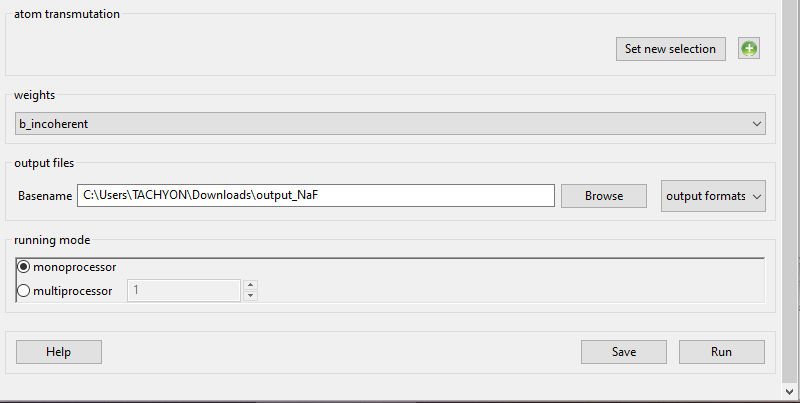 atom transmutation
Set new selection
weights
b_incoherent
output files
Basename C:\Users\TACHYON\Downloads\output_NaF Browse output formats
running mode
monoprocessor
multiprocessor 1
Help Save Run